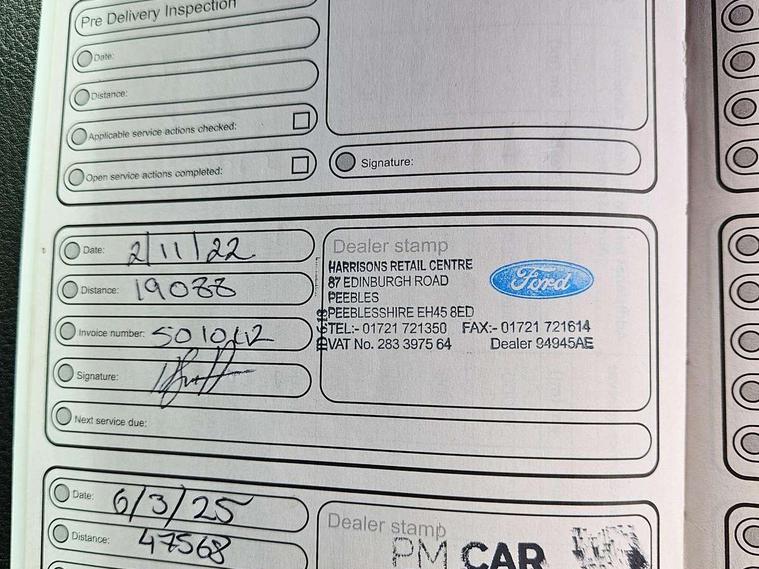 Pre Delivery Inspection
Date:
Distance:
Applicable service actions checked:
Open service actions completed:
Signature:
Date: 2/11/22
Distance: 19088
Invoice number:
Signature:
Next service due:
Dealer stamp
HARRISONS RETAIL CENTRE
87 EDINBURGH ROAD
PEEBLES
PEEBLESSHIRE EH45 8ED
TEL:- 01721 721350 FAX:- 01721 721614
VAT No. 283 3975 64 Dealer 94945AE
Ford
Date: 6/3/25
Distance: 47568
Dealer stamp
PM CAR